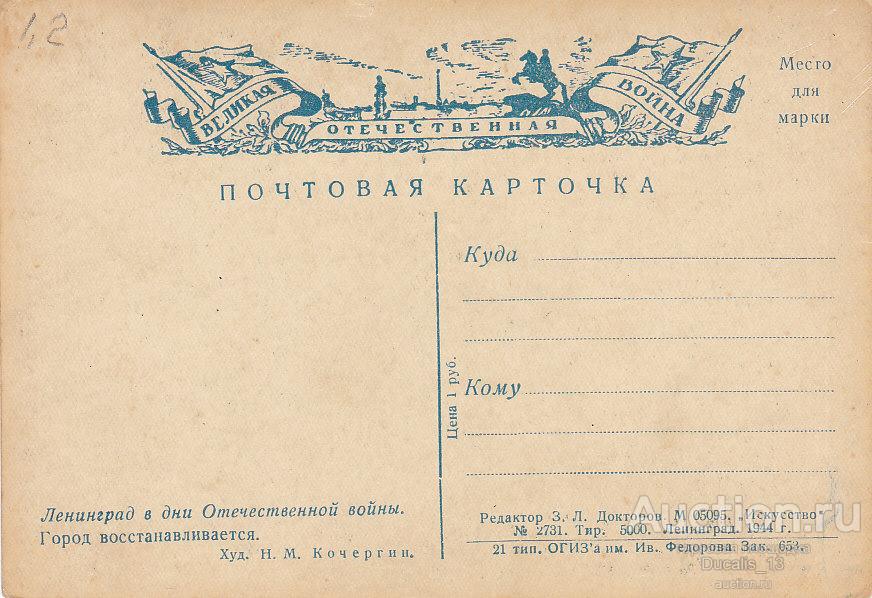 42
ВЕЛИКАЯ
ОТЕЧЕСТВЕННАЯ
ВОЙНА
Место
для
марки
ПОЧТОВАЯ КАРТОЧКА
Куда
Цена 1 руб.
Кому
Ленинград в дни Отечественной войны.
Город восстанавливается.
Худ. Н. М. Кочергин.
Редактор З. Л. Докторов. М 05095. „Искусство"
№ 2731. Тир. 5000. Ленинград. 1944 г.
21 тип. ОГИЗ'а им. Ив. Федорова Зак. 653.
Auction.ru
Ducalis_13
auction.ru